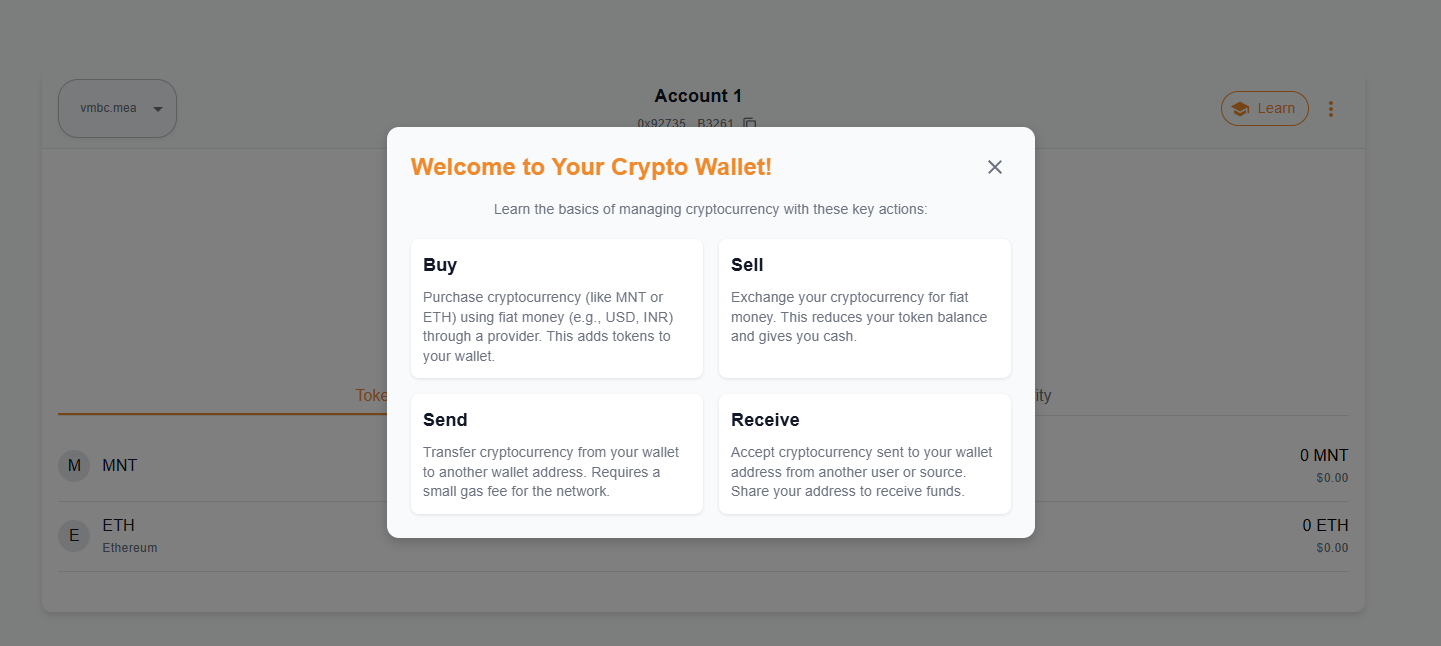 vmbc.mea
Account 1
0x92735...B3261
Learn
Welcome to Your Crypto Wallet!
Learn the basics of managing cryptocurrency with these key actions:
Buy
Purchase cryptocurrency (like MNT or
ETH) using fiat money (e.g., USD, INR)
through a provider. This adds tokens to
your wallet.
Sell
Exchange your cryptocurrency for fiat
money. This reduces your token balance
and gives you cash.
Send
Transfer cryptocurrency from your wallet
to another wallet address. Requires a
small gas fee for the network.
Receive
Accept cryptocurrency sent to your wallet
address from another user or source.
Share your address to receive funds.
Toke
ity
M MNT
0 MNT
$0.00
E ETH
Ethereum
0 ETH
$0.00